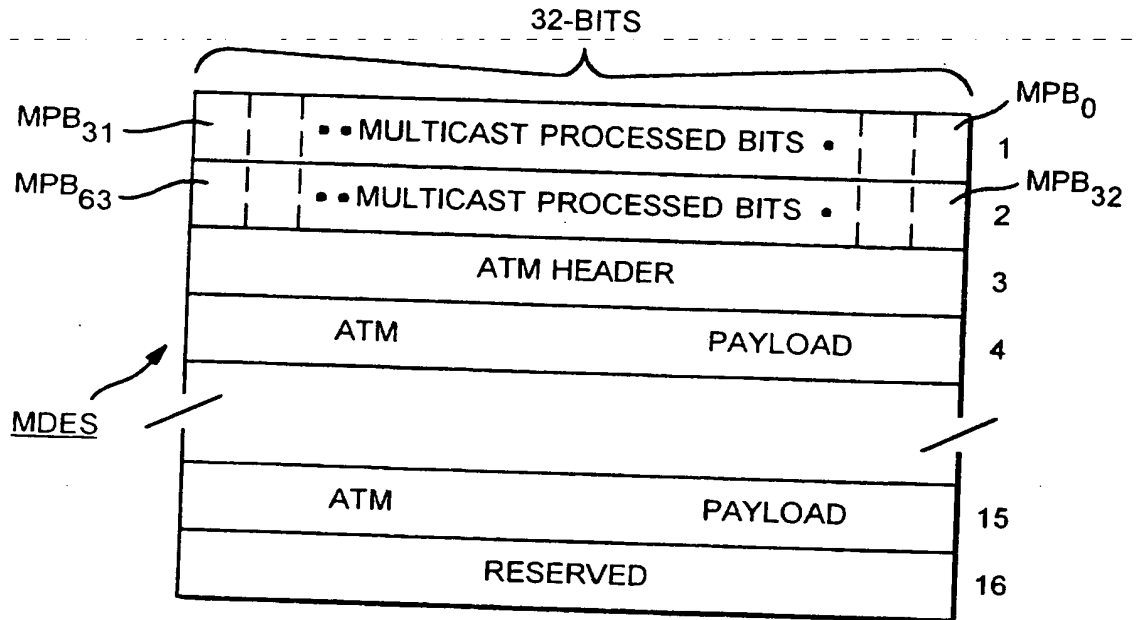 32-BITS
MPB31 ••MULTICAST PROCESSED BITS • MPB0 1
MPB63 ••MULTICAST PROCESSED BITS • MPB32 2
ATM HEADER 3
ATM PAYLOAD 4
MDES
ATM PAYLOAD 15
RESERVED 16